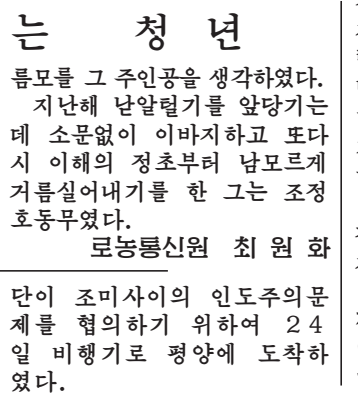 는 청 년
름모를 그 주인공을 생각하였다.
지난해 낟알털기를 앞당기는
데 소문없이 이바지하고 또다
시 이해의 정초부터 남모르게
거름실어내기를 한 그는 조정
호동무였다.
로농통신원 최 원 화
단이 조미사이의 인도주의문
제를 협의하기 위하여 24
일 비행기로 평양에 도착하
였다.